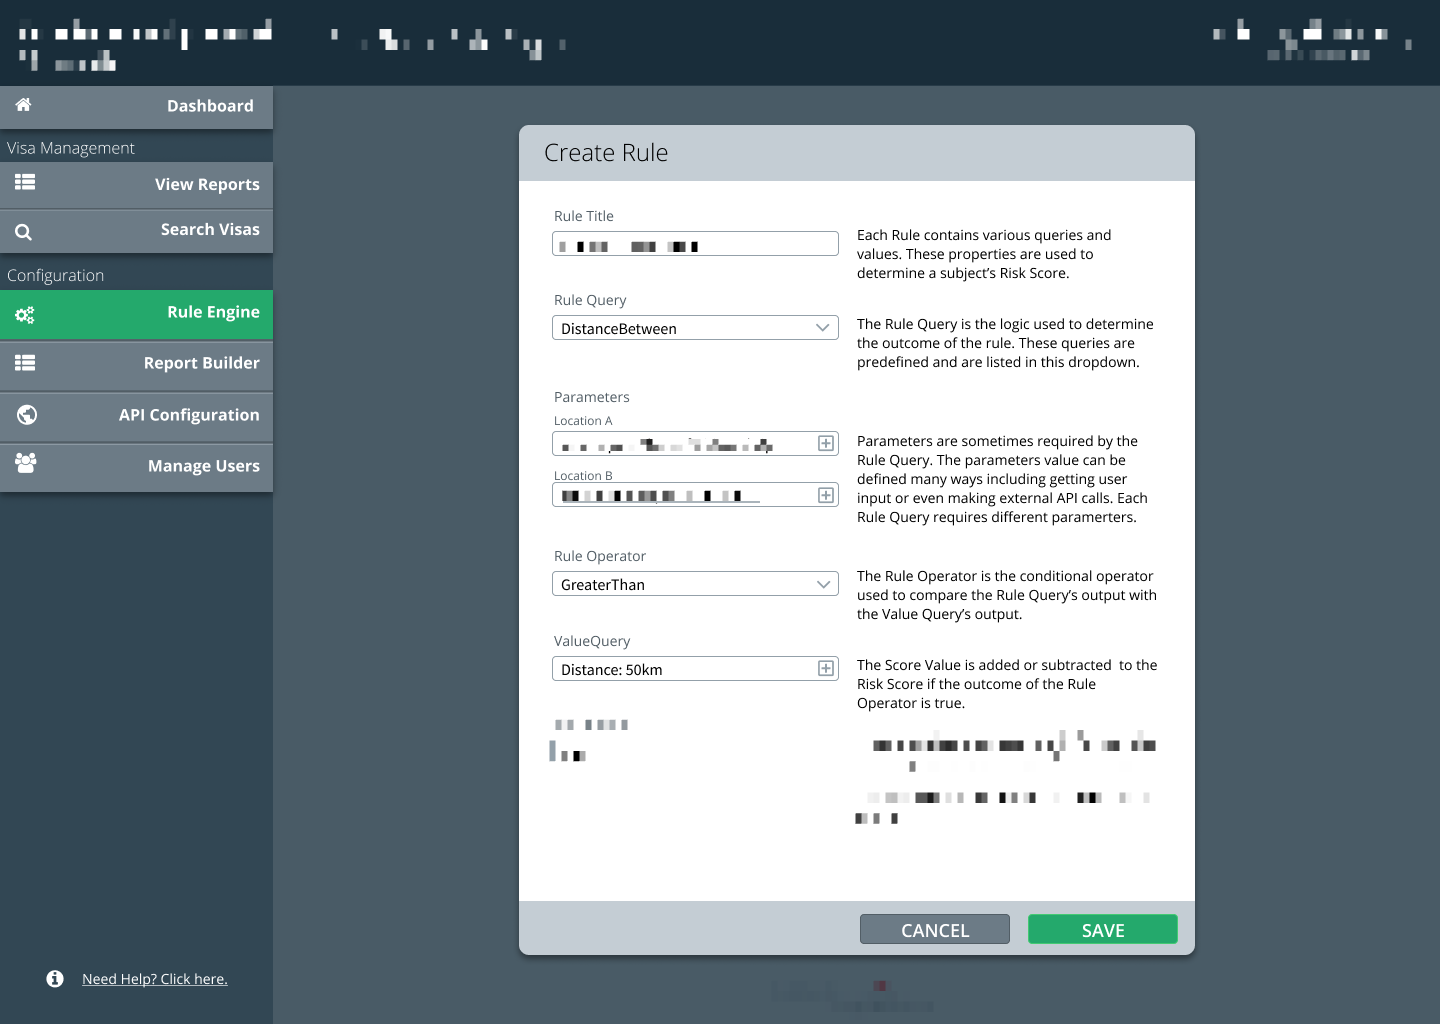 Dashboard
Visa Management
View Reports
Search Visas
Configuration
Rule Engine
Report Builder
API Configuration
Manage Users
Need Help? Click here.
Create Rule
Rule Title
Each Rule contains various queries and
values. These properties are used to
determine a subject's Risk Score.
Rule Query
DistanceBetween
The Rule Query is the logic used to determine
the outcome of the rule. These queries are
predefined and are listed in this dropdown.
Parameters
Location A
Location B
Parameters are sometimes required by the
Rule Query. The parameters value can be
defined many ways including getting user
input or even making external API calls. Each
Rule Query requires different paramerters.
Rule Operator
GreaterThan
The Rule Operator is the conditional operator
used to compare the Rule Query's output with
the Value Query's output.
ValueQuery
Distance: 50km
The Score Value is added or subtracted  to the
Risk Score if the outcome of the Rule
Operator is true.
CANCEL
SAVE